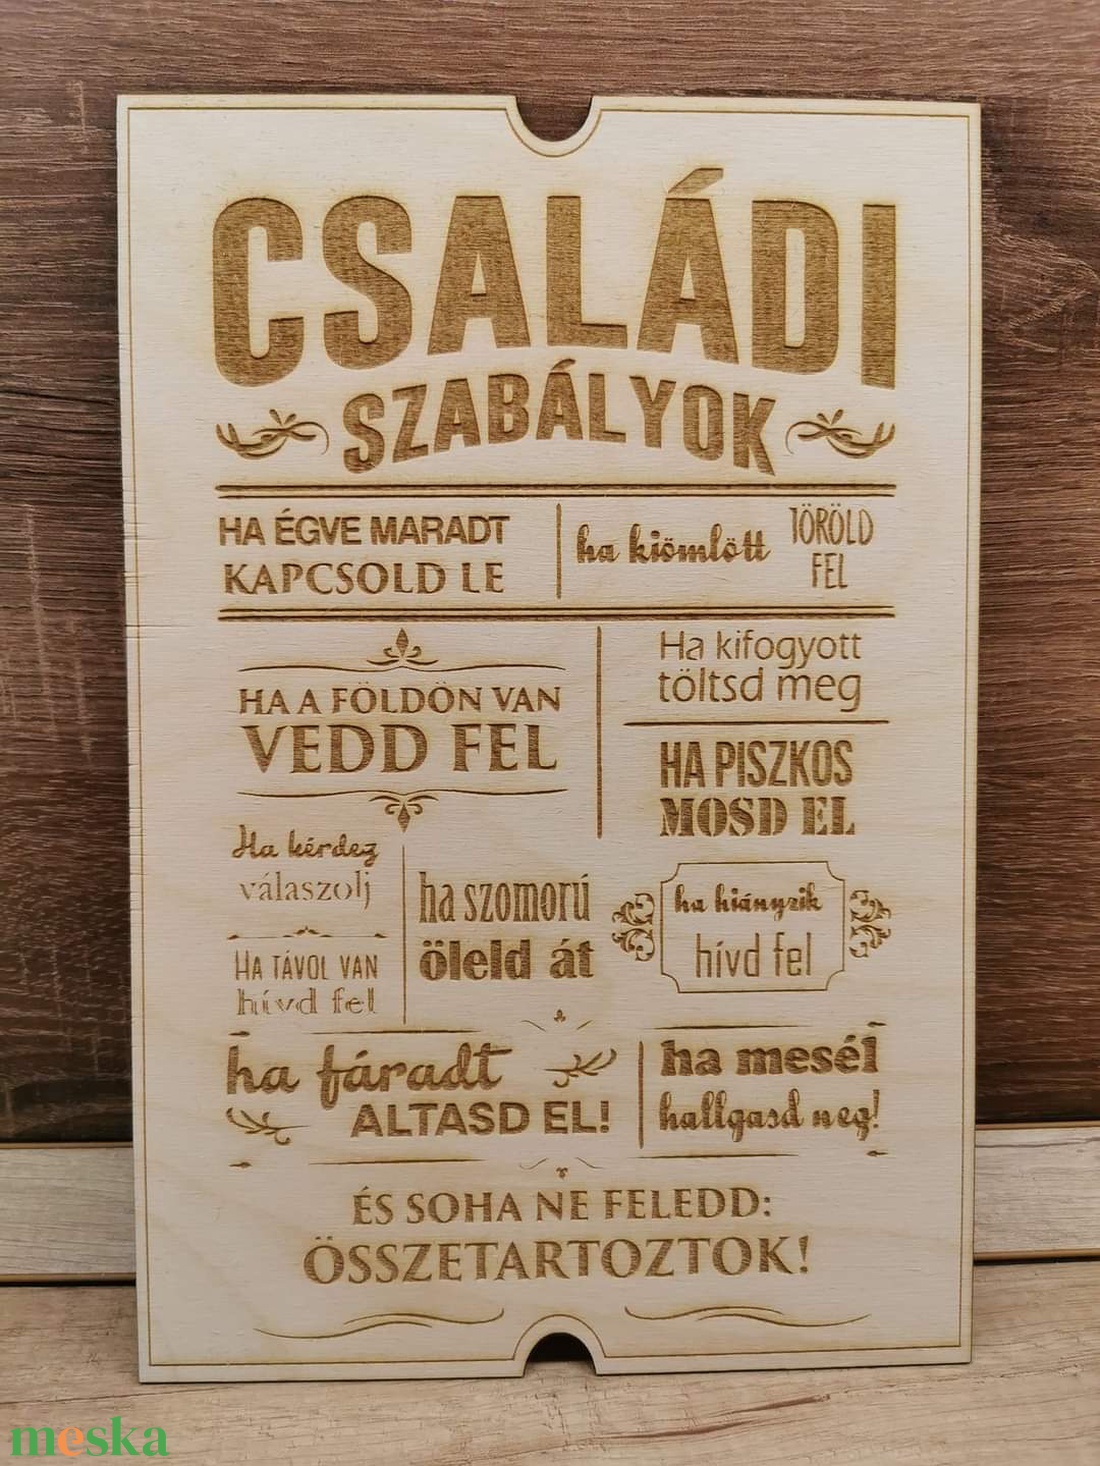 CSALÁDI
SZABÁLYOK
HA ÉGVE MARADT
KAPCSOLD LE
ha kiömlött
TÖRÖLD
FEL
HA A FÖLDÖN VAN
VEDD FEL
Ha kifogyott
töltsd meg
HA PISZKOS
MOSD EL
Ha kérdez
válaszolj
HA TÁVOL VAN
hívd fel
ha szomorú
öleld át
ha hiányzik
hívd fel
ha fáradt
ALTASD EL!
ha mesél
hallgasd meg!
ÉS SOHA NE FELEDD:
ÖSSZETARTOZTOK!
meska